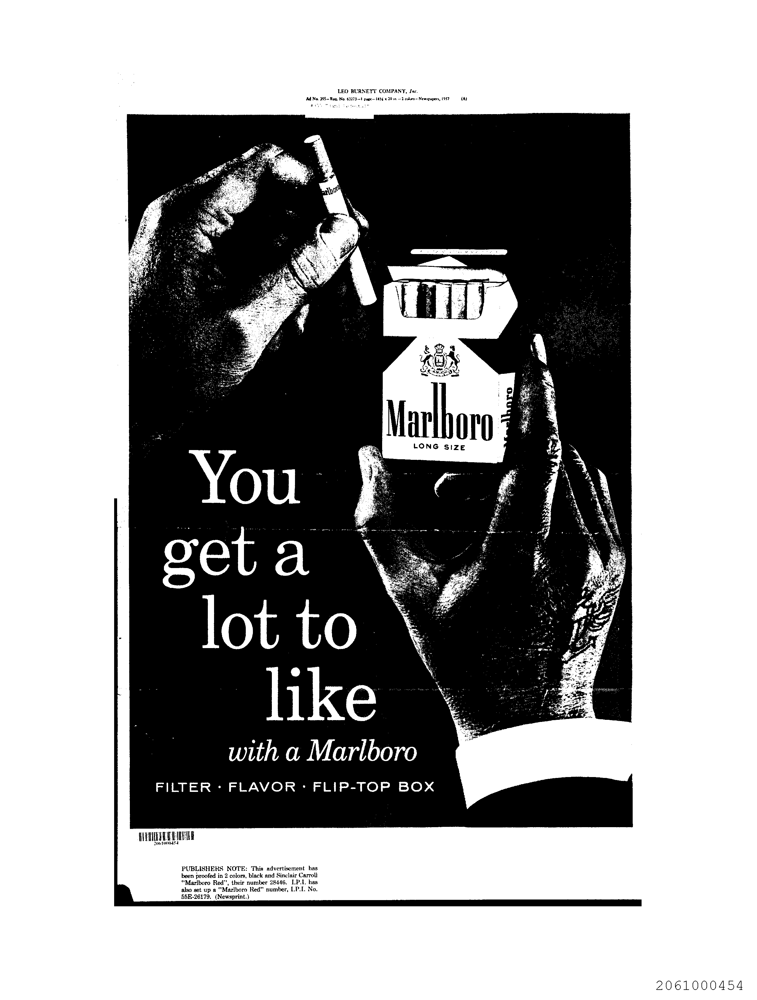 LEO BURNETT COMPANY, Inc.
You
get a
lot to
like
with a Marlboro
FILTER · FLAVOR · FLIP-TOP BOX
Marlboro
LONG SIZE
2061000454
PUBLISHERS NOTE: This advertisement has
been proofed in 2 colors, black and Sinclair Carroll
"Marlboro Red", their number 28446. I.P.I. has
also set up a "Marlboro Red" number, I.P.I. No.
55E-26179. (Newsprint.)
2061000454